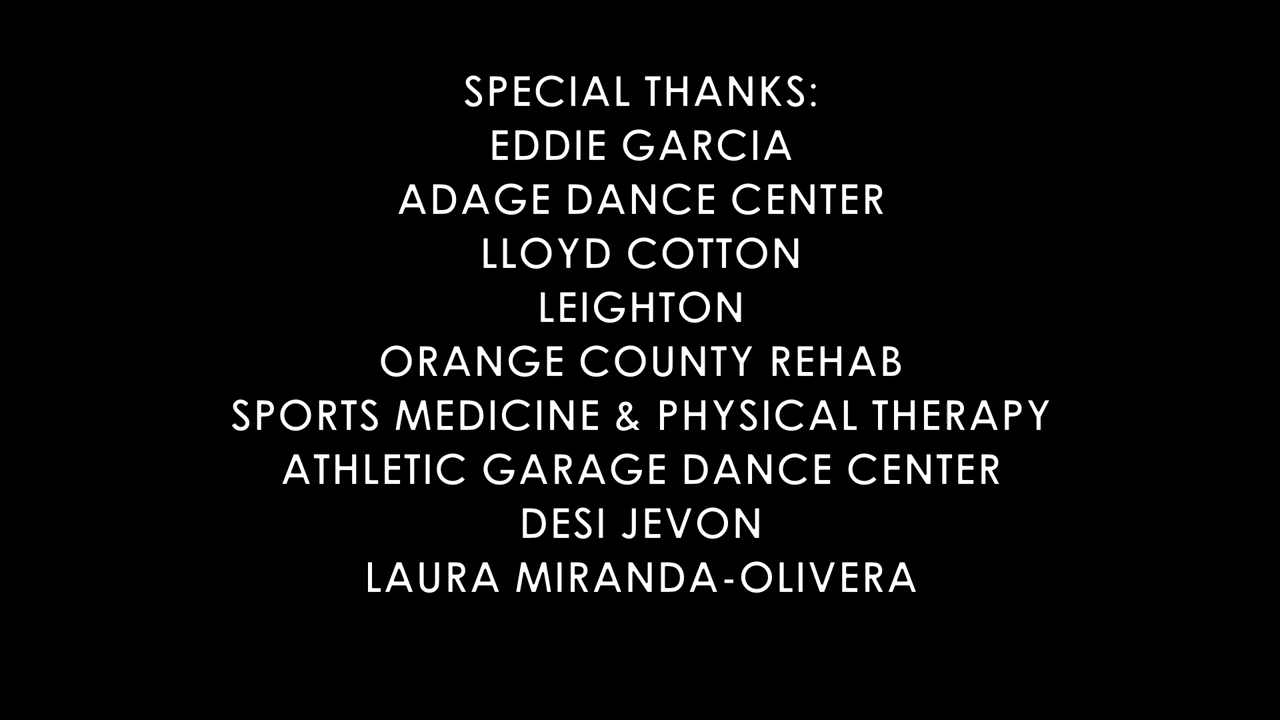 SPECIAL THANKS:
EDDIE GARCIA
ADAGE DANCE CENTER
LLOYD COTTON
LEIGHTON
ORANGE COUNTY REHAB
SPORTS MEDICINE & PHYSICAL THERAPY
ATHLETIC GARAGE DANCE CENTER
DESI JEVON
LAURA MIRANDA-OLIVERA